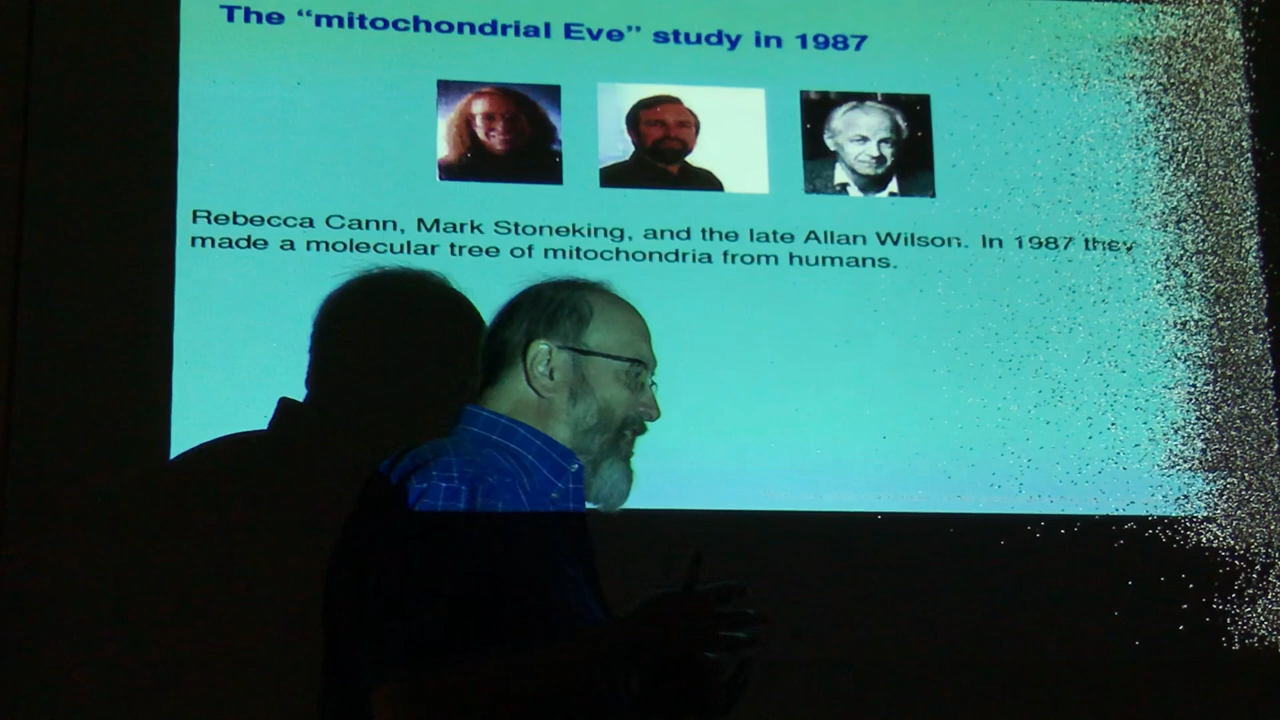 The “mitochondrial Eve” study in 1987
Rebecca Cann, Mark Stoneking, and the late Allan Wilson. In 1987 they
made a molecular tree of mitochondria from humans.